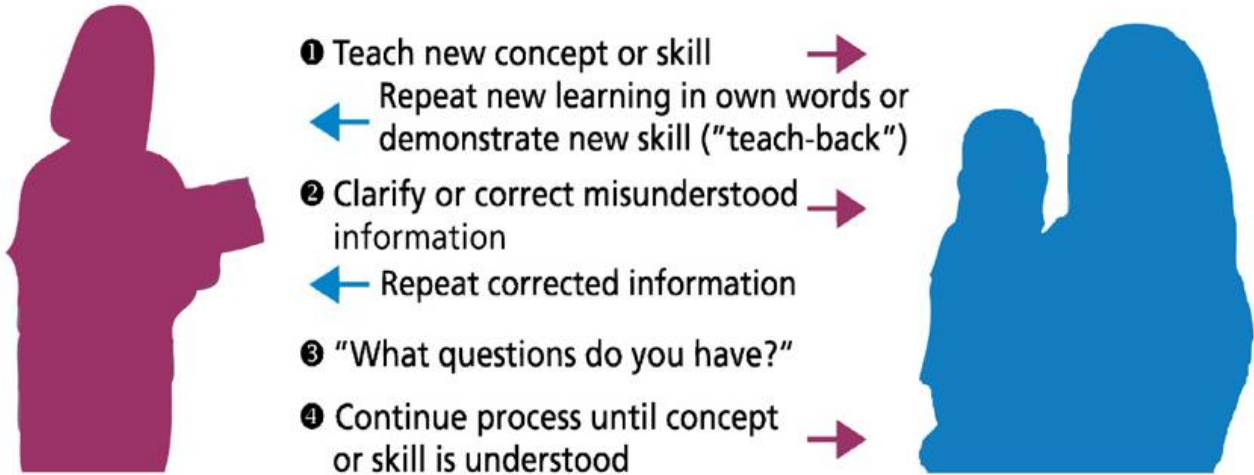 ❶ Teach new concept or skill
Repeat new learning in own words or
demonstrate new skill ("teach-back")
❷ Clarify or correct misunderstood
information
Repeat corrected information
❸ "What questions do you have?"
❹ Continue process until concept
or skill is understood